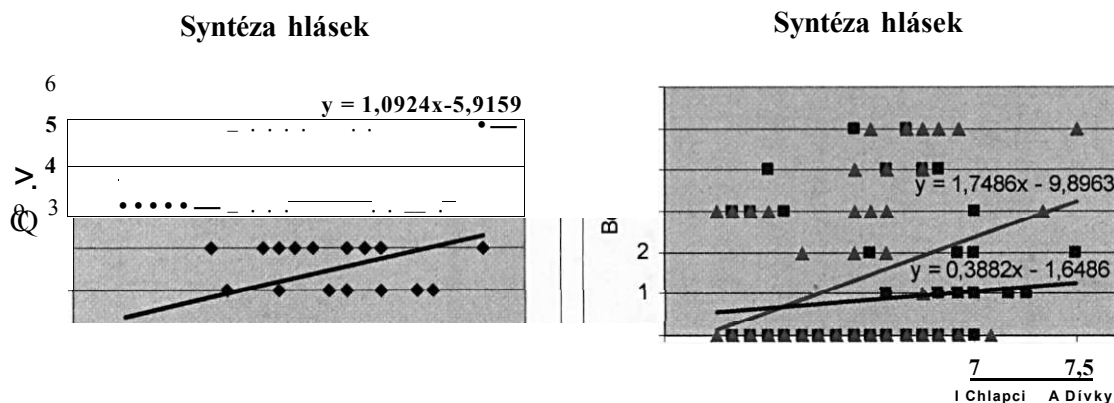 Syntéza hlásek
6
y = 1,0924x-5,9159
5
4
3
Syntéza hlásek
y = 1,7486x - 9,8963
2
y = 0,3882x - 1,6486
1
7 7,5
I Chlapci A Dívky